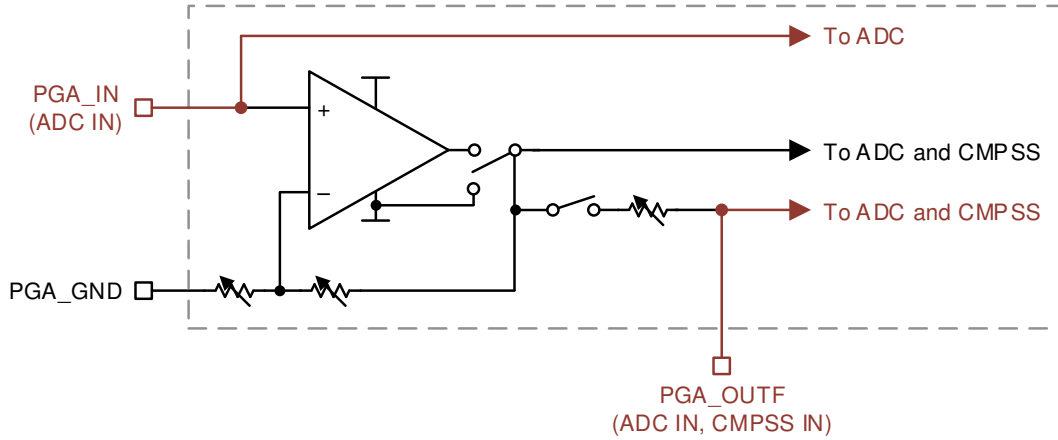 To ADC
PGA_IN
(ADC IN)
+
To ADC and CMPSS
−
To ADC and CMPSS
PGA_GND
PGA_OUTF
(ADC IN, CMPSS IN)